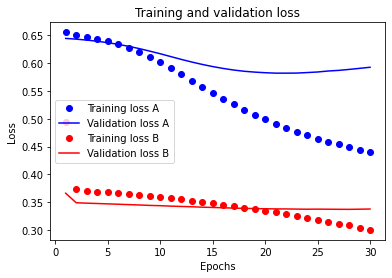 Training and validation loss
Loss
0.65
0.60
0.55
0.50
0.45
0.40
0.35
0.30
Training loss A
Validation loss A
Training loss B
Validation loss B
0
5
10
15
20
25
30
Epochs